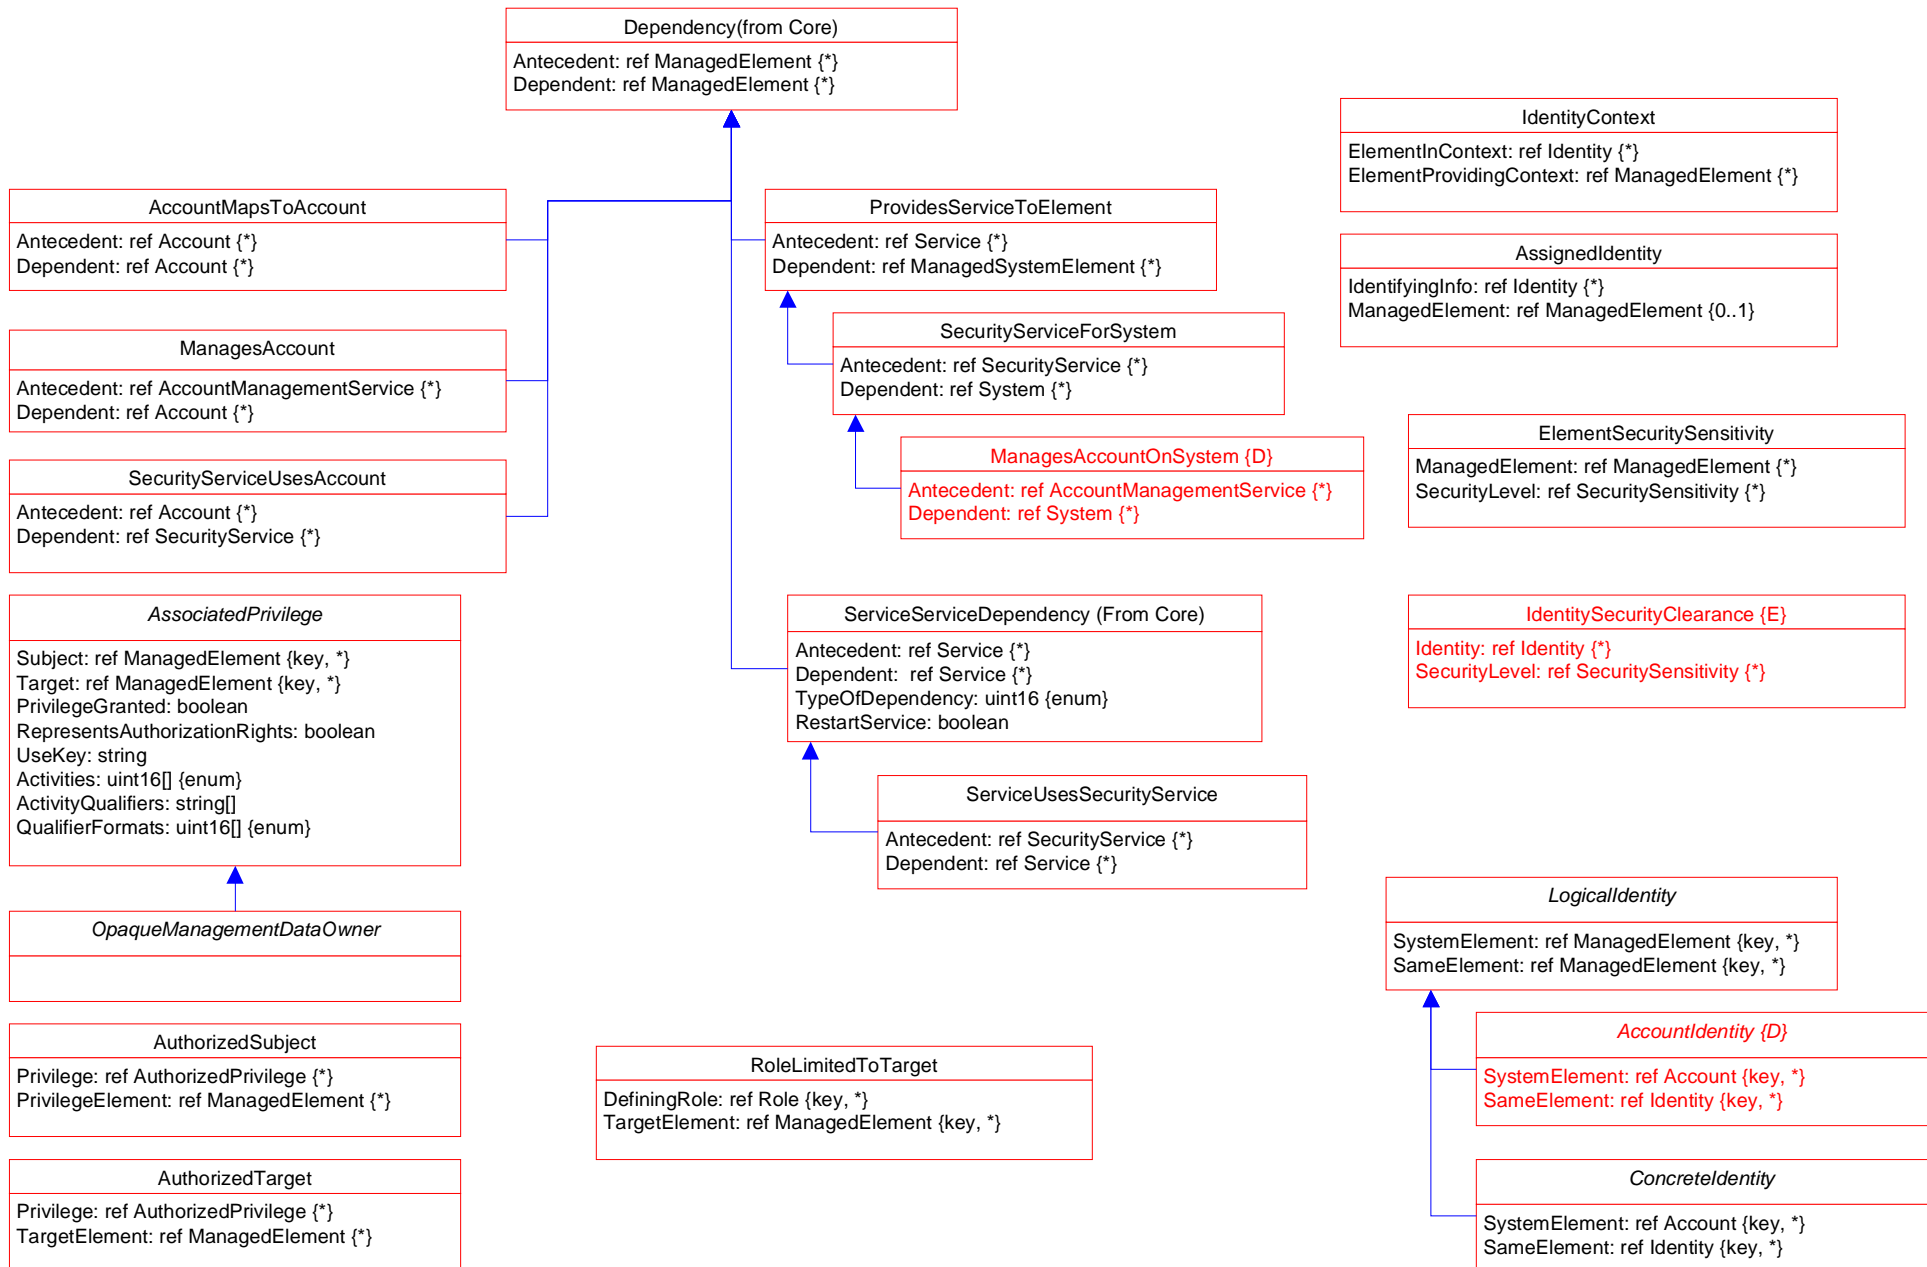 Dependency(from Core)
Antecedent: ref ManagedElement {*}
Dependent: ref ManagedElement {*}
IdentityContext
ElementInContext: ref Identity {*}
ElementProvidingContext: ref ManagedElement {*}
AccountMapsToAccount
Antecedent: ref Account {*}
Dependent: ref Account {*}
ProvidesServiceToElement
Antecedent: ref Service {*}
Dependent: ref ManagedSystemElement {*}
AssignedIdentity
IdentifyingInfo: ref Identity {*}
ManagedElement: ref ManagedElement {0..1}
ManagesAccount
Antecedent: ref AccountManagementService {*}
Dependent: ref Account {*}
SecurityServiceForSystem
Antecedent: ref SecurityService {*}
Dependent: ref System {*}
ManagesAccountOnSystem {D}
Antecedent: ref AccountManagementService {*}
Dependent: ref System {*}
ElementSecuritySensitivity
ManagedElement: ref ManagedElement {*}
SecurityLevel: ref SecuritySensitivity {*}
SecurityServiceUsesAccount
Antecedent: ref Account {*}
Dependent: ref SecurityService {*}
AssociatedPrivilege
Subject: ref ManagedElement {key, *}
Target: ref ManagedElement {key, *}
PrivilegeGranted: boolean
RepresentsAuthorizationRights: boolean
UseKey: string
Activities: uint16[] {enum}
ActivityQualifiers: string[]
QualifierFormats: uint16[] {enum}
ServiceServiceDependency (From Core)
Antecedent: ref Service {*}
Dependent:  ref Service {*}
TypeOfDependency: uint16 {enum}
RestartService: boolean
IdentitySecurityClearance {E}
Identity: ref Identity {*}
SecurityLevel: ref SecuritySensitivity {*}
ServiceUsesSecurityService
Antecedent: ref SecurityService {*}
Dependent: ref Service {*}
OpaqueManagementDataOwner
LogicalIdentity
SystemElement: ref ManagedElement {key, *}
SameElement: ref ManagedElement {key, *}
AuthorizedSubject
Privilege: ref AuthorizedPrivilege {*}
PrivilegeElement: ref ManagedElement {*}
RoleLimitedToTarget
DefiningRole: ref Role {key, *}
TargetElement: ref ManagedElement {key, *}
AccountIdentity {D}
SystemElement: ref Account {key, *}
SameElement: ref Identity {key, *}
AuthorizedTarget
Privilege: ref AuthorizedPrivilege {*}
TargetElement: ref ManagedElement {*}
ConcreteIdentity
SystemElement: ref Account {key, *}
SameElement: ref Identity {key, *}